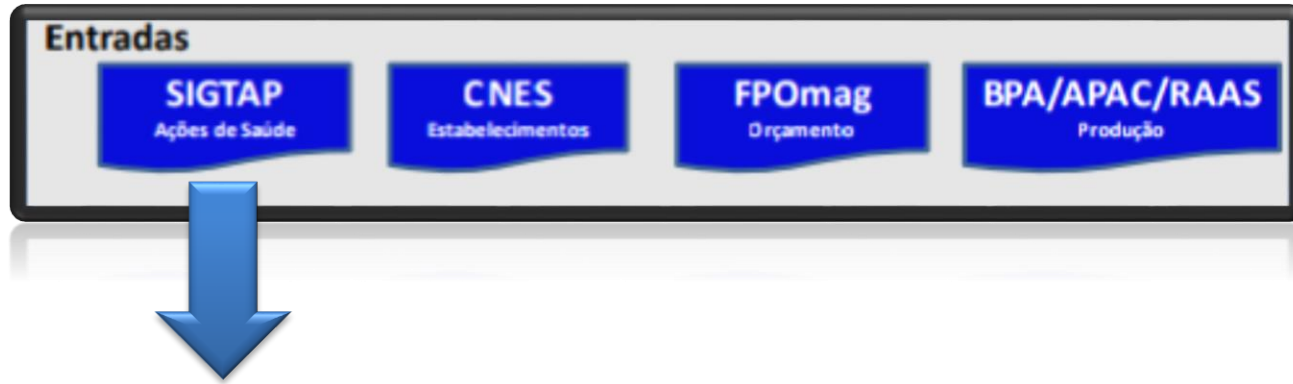 Entradas
SIGTAP
Ações de Saúde
CNES
Estabelecimentos
FPOmag
Orçamento
BPA/APAC/RAAS
Produção